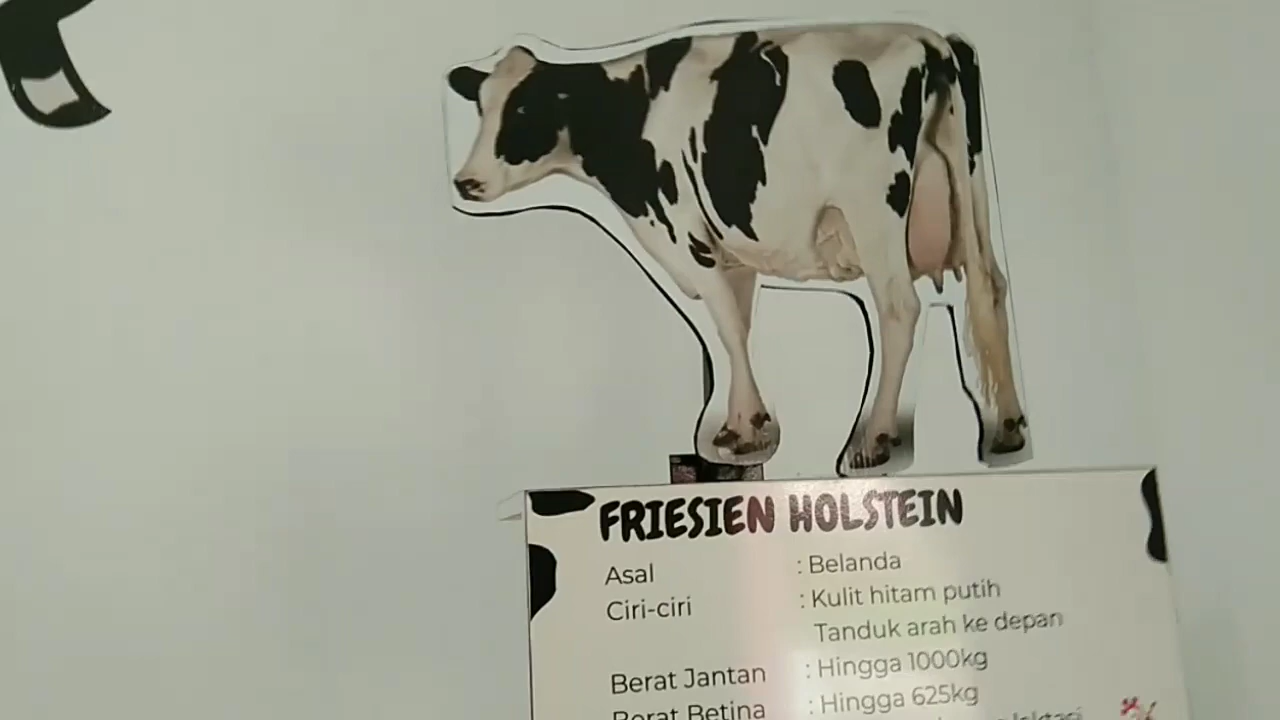 FRIESIEN HOLSTEIN
Asal : Belanda
Ciri-ciri : Kulit hitam putih
Tanduk arah ke depan
Berat Jantan : Hingga 1000kg
Berat Betina : Hingga 625kg